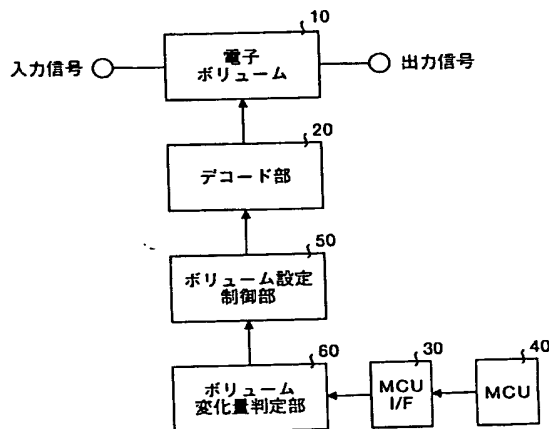 10
電子
ボリューム
入力信号
出力信号
20
デコード部
50
ボリューム設定
制御部
60
ボリューム
変化量判定部
30
MCU
I/F
40
MCU